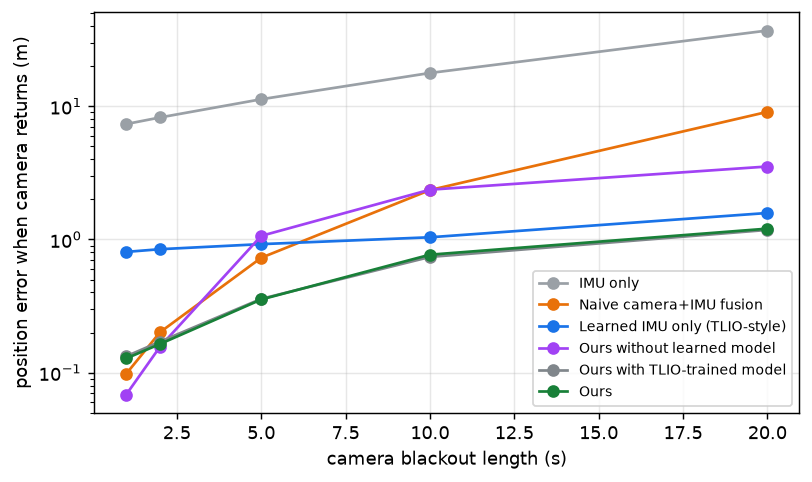 position error when camera returns (m)
10¹
10⁰
10⁻¹
IMU only
Naive camera+IMU fusion
Learned IMU only (TLIO-style)
Ours without learned model
Ours with TLIO-trained model
Ours
2.5 5.0 7.5 10.0 12.5 15.0 17.5 20.0
camera blackout length (s)